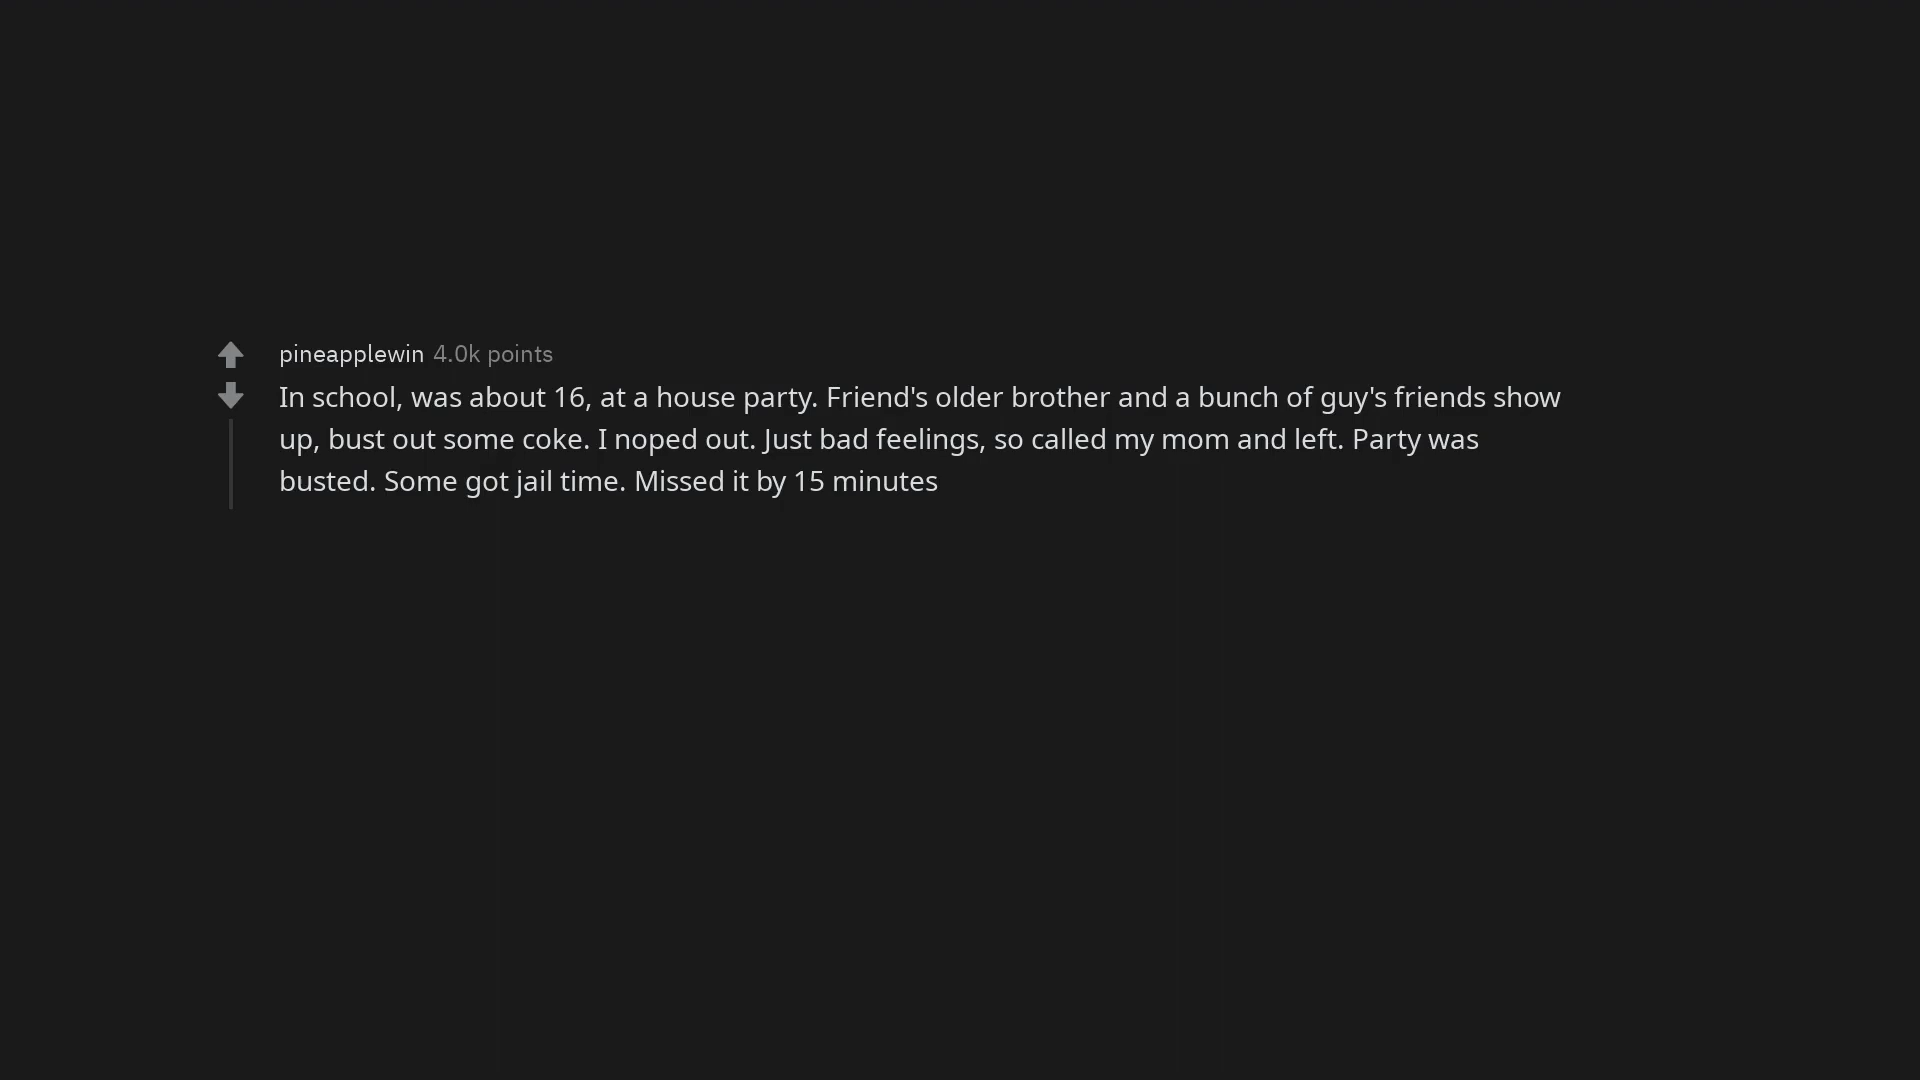 pineapplewin 4.0k points
In school, was about 16, at a house party. Friend's older brother and a bunch of guy's friends show
up, bust out some coke. I noped out. Just bad feelings, so called my mom and left. Party was
busted. Some got jail time. Missed it by 15 minutes